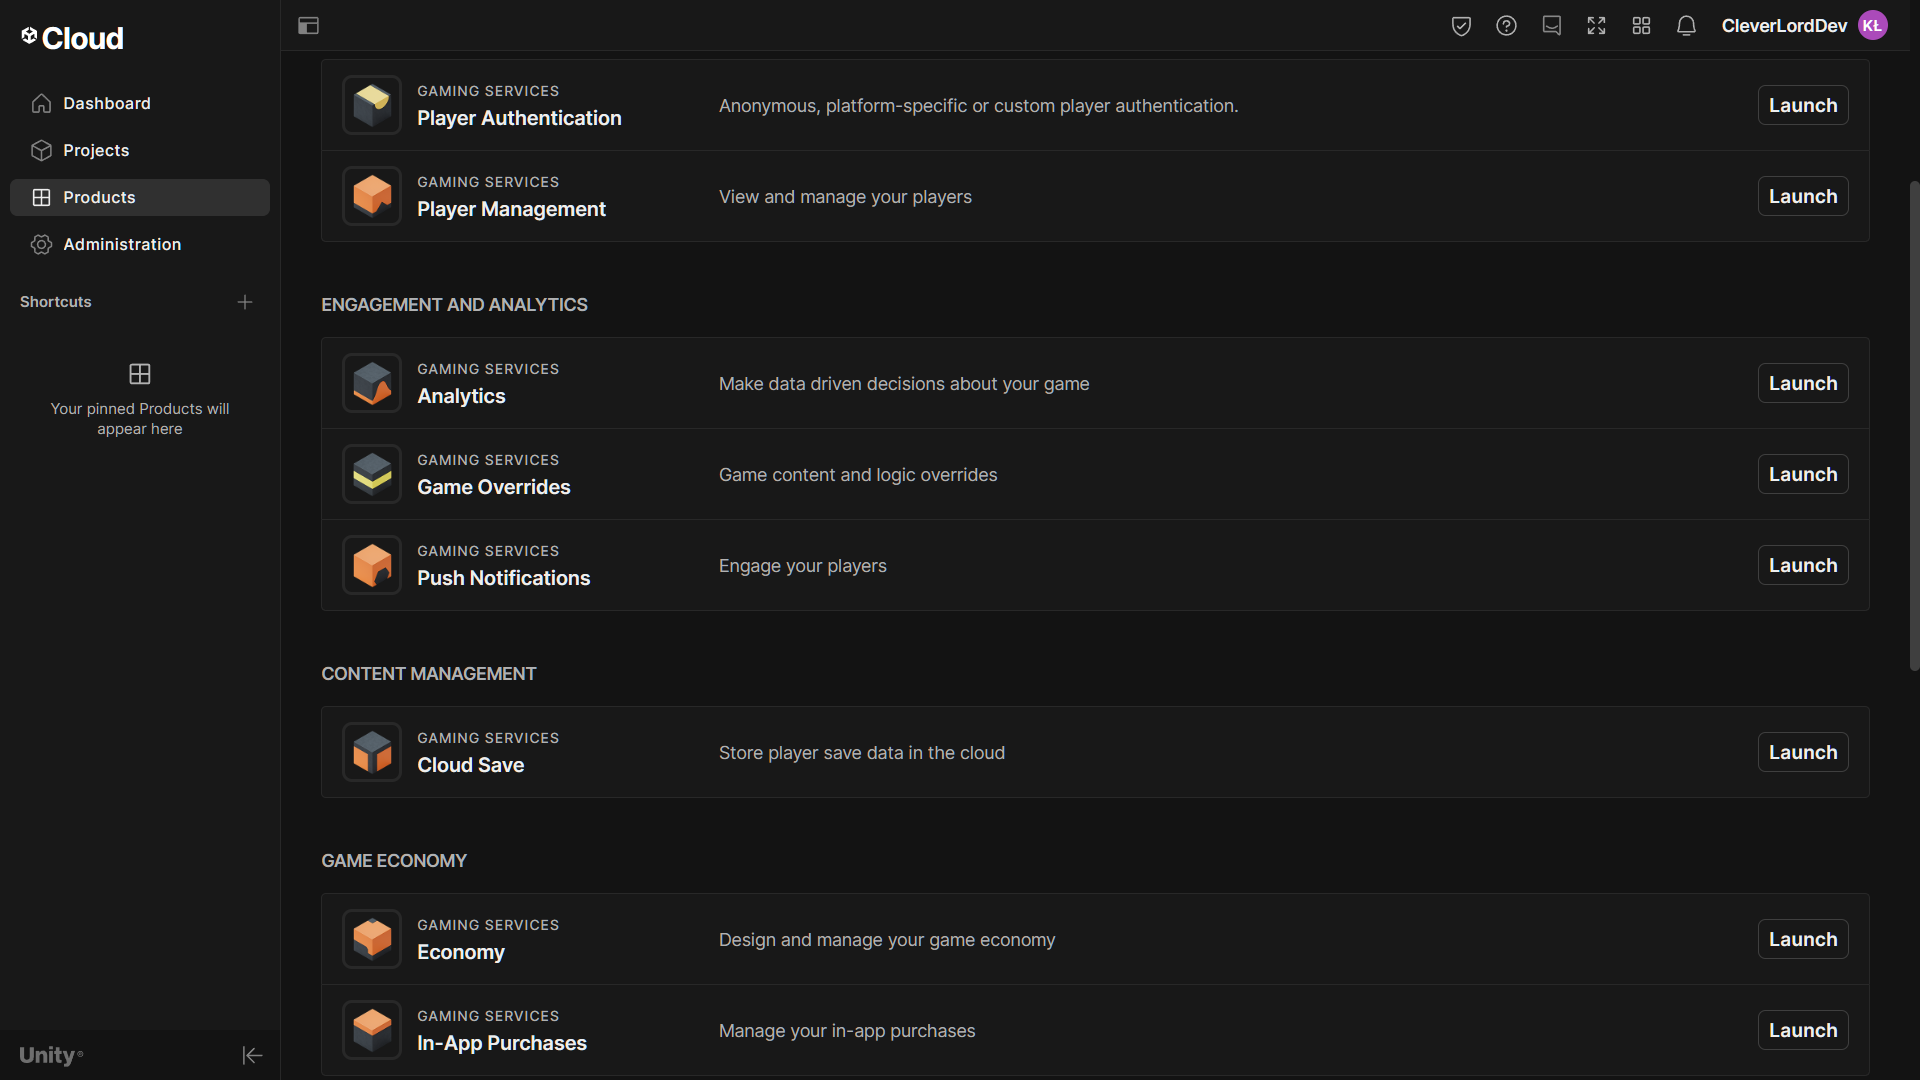 Cloud
CleverLordDev KŁ
Dashboard
Projects
Products
Administration
Shortcuts
Your pinned Products will
appear here
Unity®
GAMING SERVICES
Player Authentication
Anonymous, platform-specific or custom player authentication.
Launch
GAMING SERVICES
Player Management
View and manage your players
Launch
ENGAGEMENT AND ANALYTICS
GAMING SERVICES
Analytics
Make data driven decisions about your game
Launch
GAMING SERVICES
Game Overrides
Game content and logic overrides
Launch
GAMING SERVICES
Push Notifications
Engage your players
Launch
CONTENT MANAGEMENT
GAMING SERVICES
Cloud Save
Store player save data in the cloud
Launch
GAME ECONOMY
GAMING SERVICES
Economy
Design and manage your game economy
Launch
GAMING SERVICES
In-App Purchases
Manage your in-app purchases
Launch